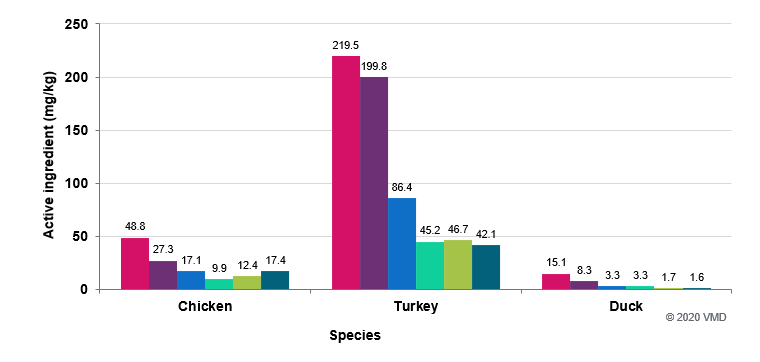 250
200
150
100
50
0
Active ingredient (mg/kg)
48.8 27.3 17.1 9.9 12.4 17.4
219.5 199.8 86.4 45.2 46.7 42.1
15.1 8.3 3.3 3.3 1.7 1.6
Chicken Turkey Duck
Species
© 2020 VMD